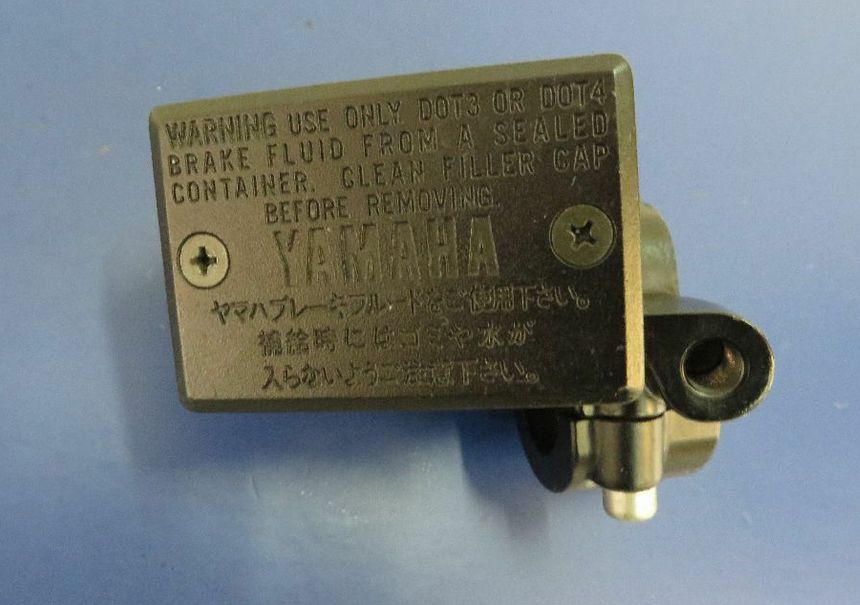 WARNING USE ONLY DOT3 OR DOT4
BRAKE FLUID FROM A SEALED
CONTAINER. CLEAN FILLER CAP
BEFORE REMOVING.
YAMAHA
ヤマハブレーキフルードをご使用下さい。
補給時にはゴミや水が
入らないようご注意下さい。